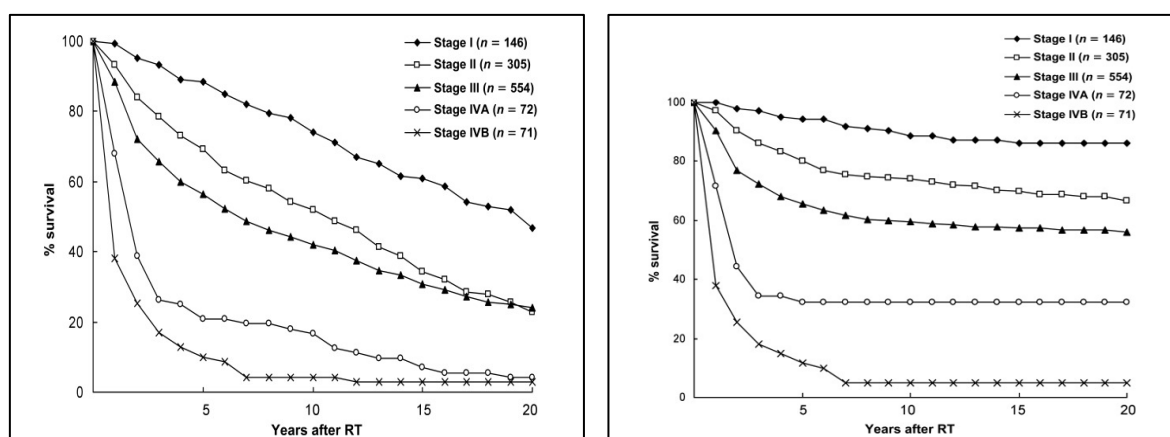 100
80
60
40
20
% survival
Stage I (n = 146)
Stage II (n = 305)
Stage III (n = 554)
Stage IVA (n = 72)
Stage IVB (n = 71)
5
10
15
20
Years after RT
Stage I (n = 146)
Stage II (n = 305)
Stage III (n = 554)
Stage IVA (n = 72)
Stage IVB (n = 71)
100
80
60
40
20
0
% survival
5
10
15
20
Years after RT